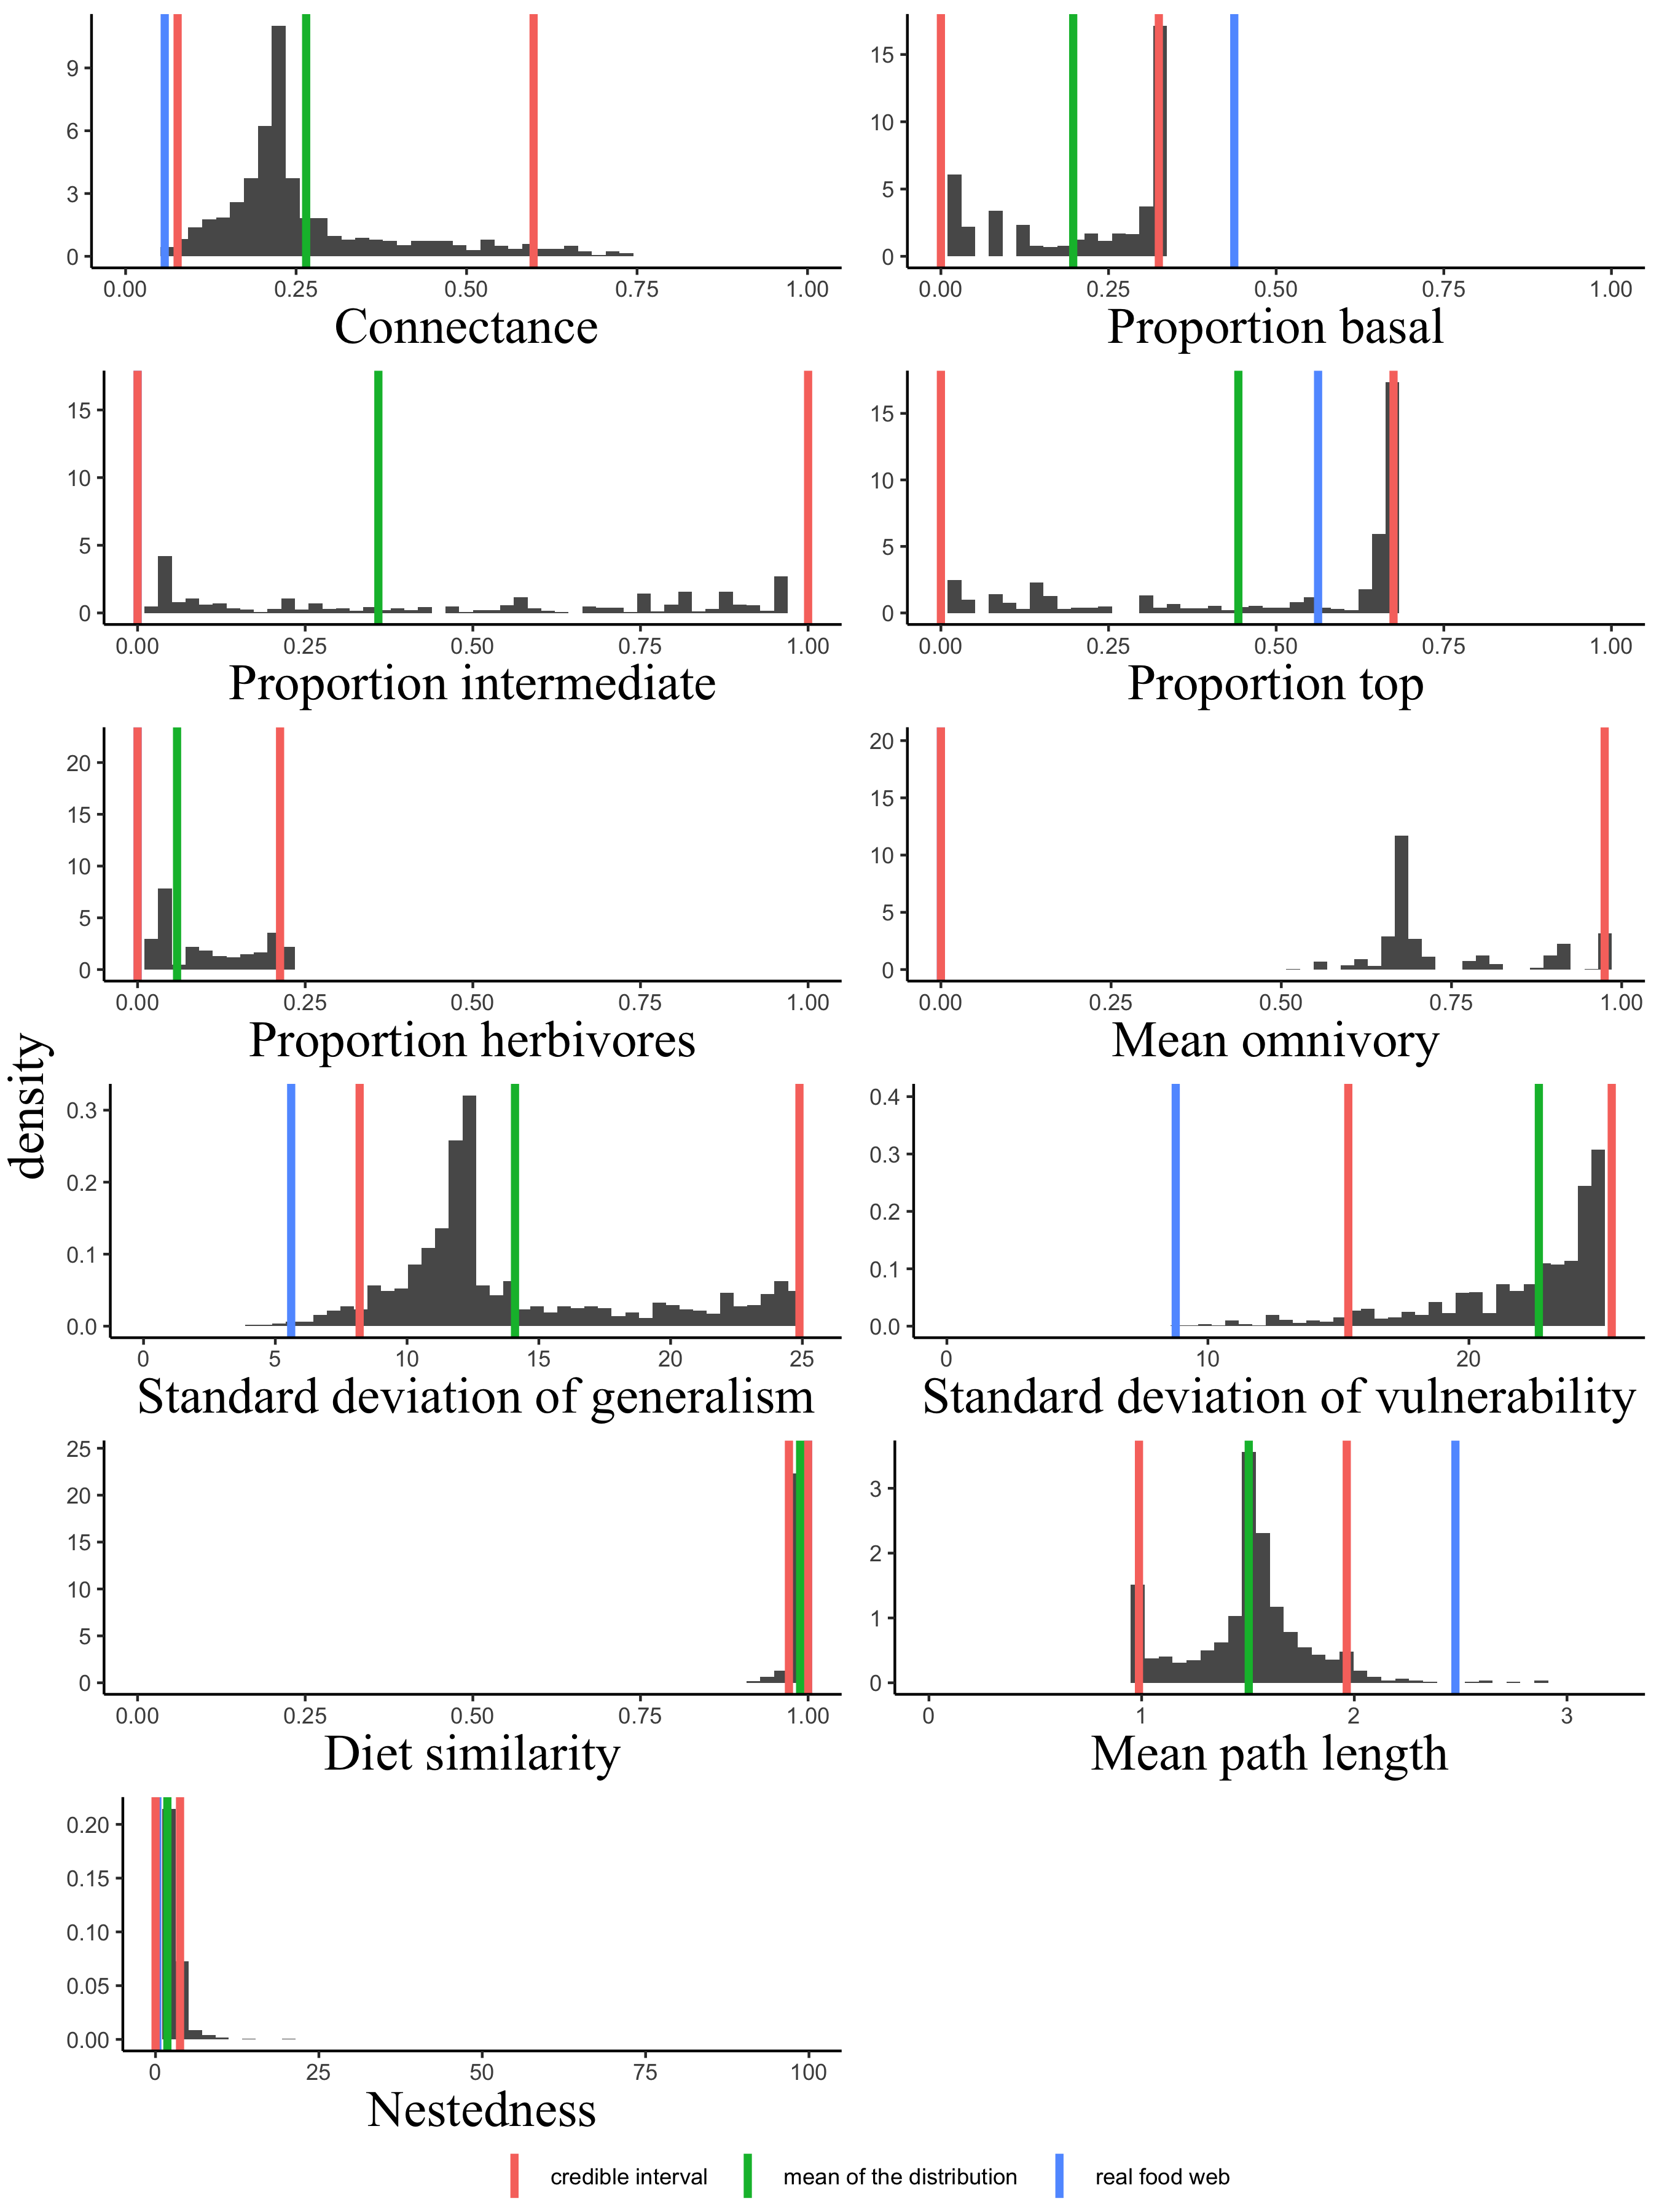 density
9
6
3
0
0.00 0.25 0.50 0.75 1.00
Connectance
15
10
5
0
0.00 0.25 0.50 0.75 1.00
Proportion basal
15
10
5
0
0.00 0.25 0.50 0.75 1.00
Proportion intermediate
15
10
5
0
0.00 0.25 0.50 0.75 1.00
Proportion top
20
15
10
5
0
0.00 0.25 0.50 0.75 1.00
Proportion herbivores
20
15
10
5
0
0.00 0.25 0.50 0.75 1.00
Mean omnivory
0.3
0.2
0.1
0.0
0 5 10 15 20 25
Standard deviation of generalism
0.4
0.3
0.2
0.1
0.0
0 10 20
Standard deviation of vulnerability
25
20
15
10
5
0
0.00 0.25 0.50 0.75 1.00
Diet similarity
3
2
1
0
0 1 2 3
Mean path length
0.20
0.15
0.10
0.05
0.00
0 25 50 75 100
Nestedness
credible interval mean of the distribution real food web